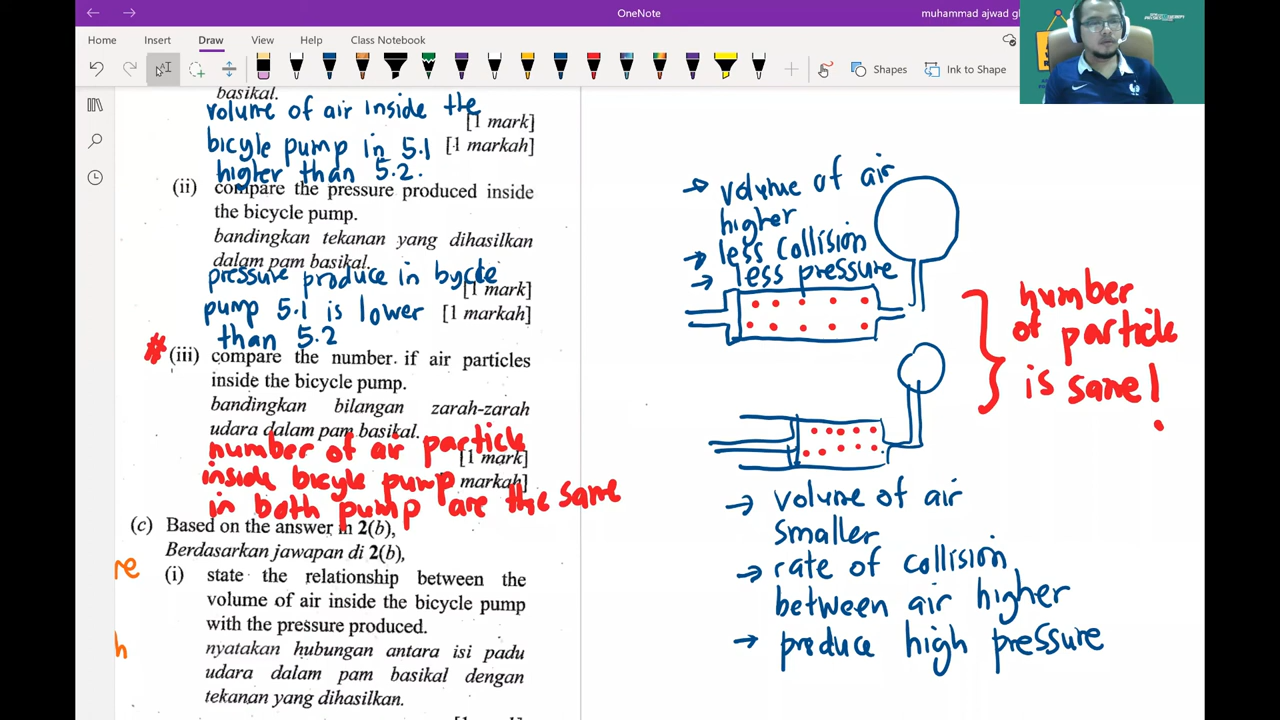 OneNote
muhammad ajwad gh
Home
Insert
Draw
View
Help
Class Notebook
Shapes
Ink to Shape
basikal.
volume of air inside the
[1 mark]
bicyle pump in 5.1
[1 markah]
higher than 5.2.
(ii) compare the pressure produced inside
the bicycle pump.
bandingkan tekanan yang dihasilkan
dalam pam basikal.
pressure produce in bycle
[1 mark]
pump 5.1 is lower
[1 markah]
than 5.2
# (iii) compare the number. if air particles
inside the bicycle pump.
bandingkan bilangan zarah-zarah
udara dalam pam basikal.
number of air particle
[1 mark]
inside bicyle pump
markah]
in both pump are the same
(c) Based on the answer in 2(b),
Berdasarkan jawapan di 2(b),
re
(i) state the relationship between the
volume of air inside the bicycle pump
with the pressure produced.
h
nyatakan hubungan antara isi padu
udara dalam pam basikal dengan
tekanan yang dihasilkan.
→ volume of air
higher
→ less collision
→ less pressure
number
of particle
is same!
→ volume of air
smaller
→ rate of collision
between air higher
→ produce high pressure